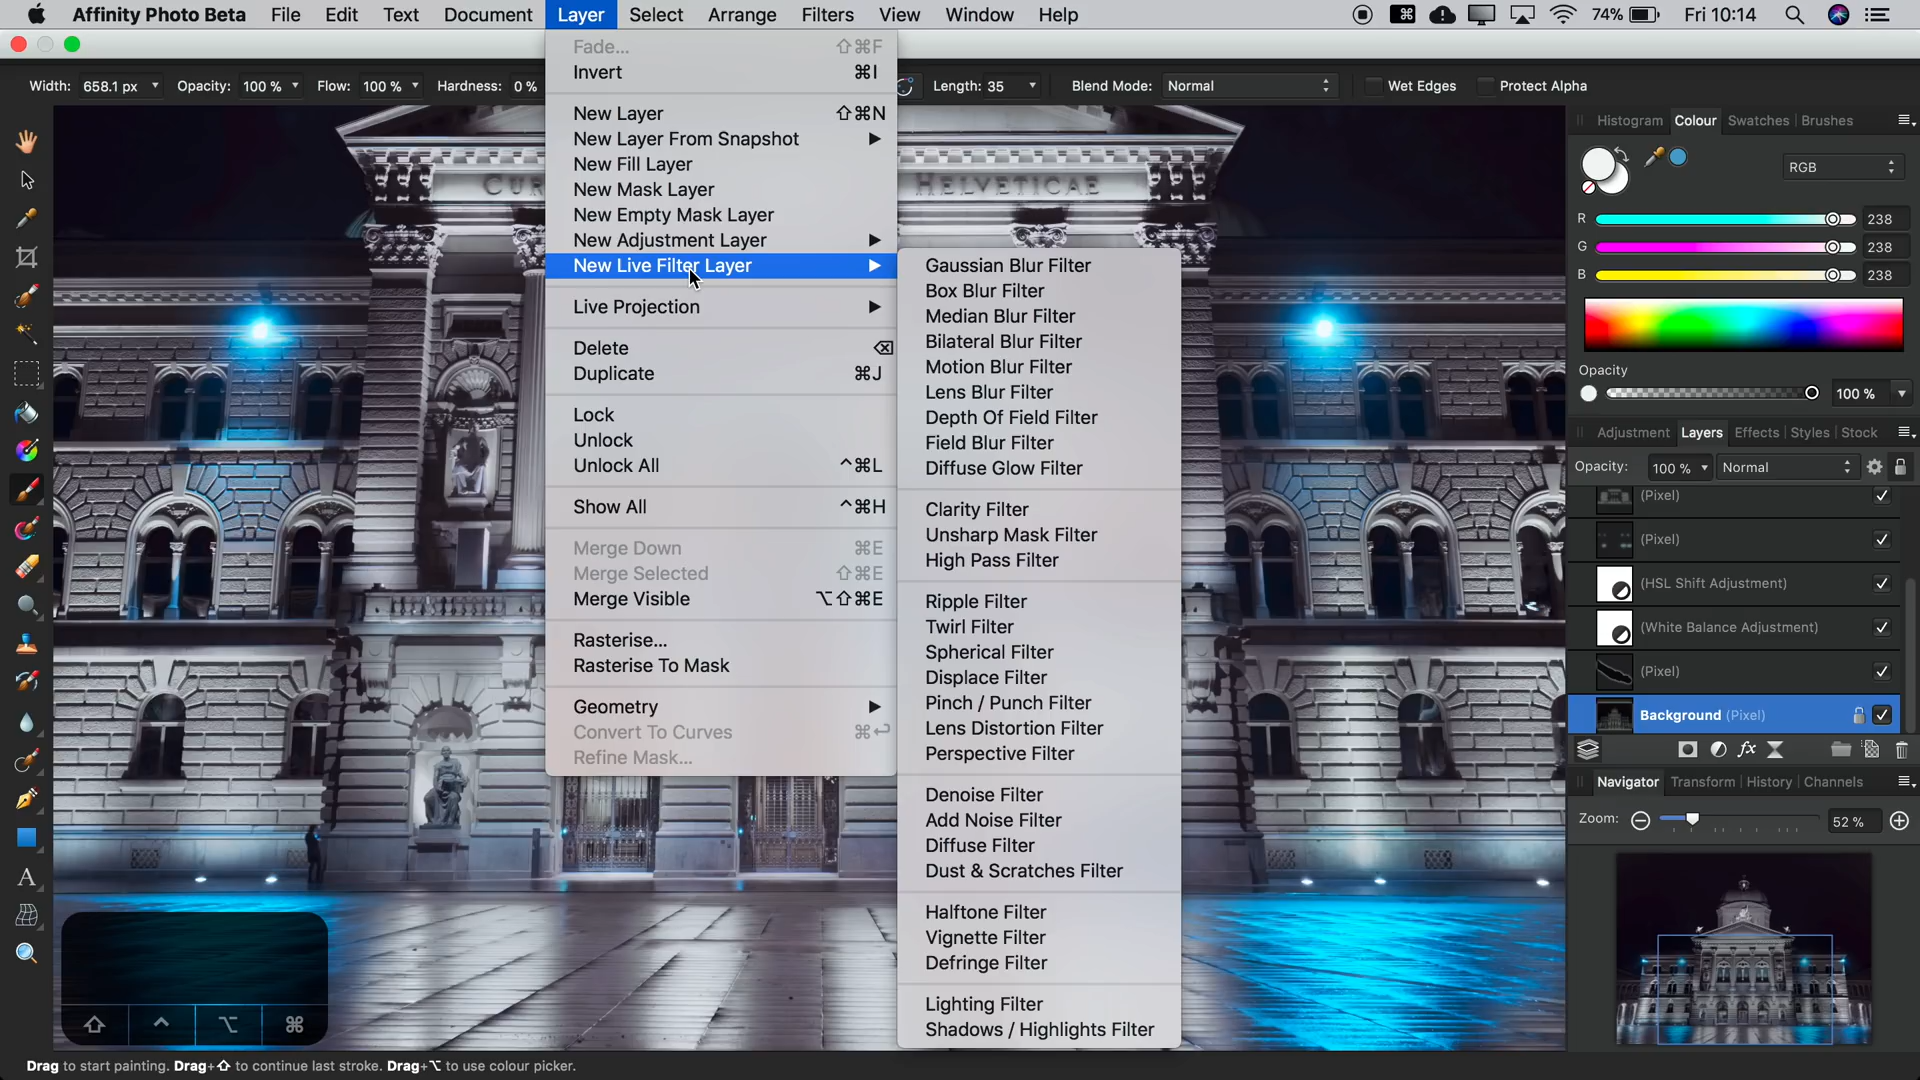 Affinity Photo Beta File Edit Text Document Layer Select Arrange Filters View Window Help 74% Fri 10:14
Width: 658.1 px Opacity: 100 % Flow: 100 % Hardness: 0 % Length: 35 Blend Mode: Normal Wet Edges Protect Alpha
Fade... ⇧⌘F
Invert ⌘I
New Layer ⇧⌘N
New Layer From Snapshot
New Fill Layer
New Mask Layer
New Empty Mask Layer
New Adjustment Layer
New Live Filter Layer
Live Projection
Delete ⌫
Duplicate ⌘J
Lock
Unlock
Unlock All ^⌘L
Show All ^⌘H
Merge Down ⌘E
Merge Selected ⇧⌘E
Merge Visible ⌥⇧⌘E
Rasterise...
Rasterise To Mask
Geometry
Convert To Curves ⌘↩
Refine Mask...
Gaussian Blur Filter
Box Blur Filter
Median Blur Filter
Bilateral Blur Filter
Motion Blur Filter
Lens Blur Filter
Depth Of Field Filter
Field Blur Filter
Diffuse Glow Filter
Clarity Filter
Unsharp Mask Filter
High Pass Filter
Ripple Filter
Twirl Filter
Spherical Filter
Displace Filter
Pinch / Punch Filter
Lens Distortion Filter
Perspective Filter
Denoise Filter
Add Noise Filter
Diffuse Filter
Dust & Scratches Filter
Halftone Filter
Vignette Filter
Defringe Filter
Lighting Filter
Shadows / Highlights Filter
CUR HELVETICAE
Histogram Colour Swatches Brushes
RGB
R 238
G 238
B 238
Opacity
100 %
Adjustment Layers Effects Styles Stock
Opacity: 100 % Normal
(Pixel)
(Pixel)
(HSL Shift Adjustment)
(White Balance Adjustment)
(Pixel)
Background (Pixel)
Navigator Transform History Channels
Zoom: 52 %
⇧ ^ ⌥ ⌘
Drag to start painting. Drag+⇧ to continue last stroke. Drag+⌥ to use colour picker.